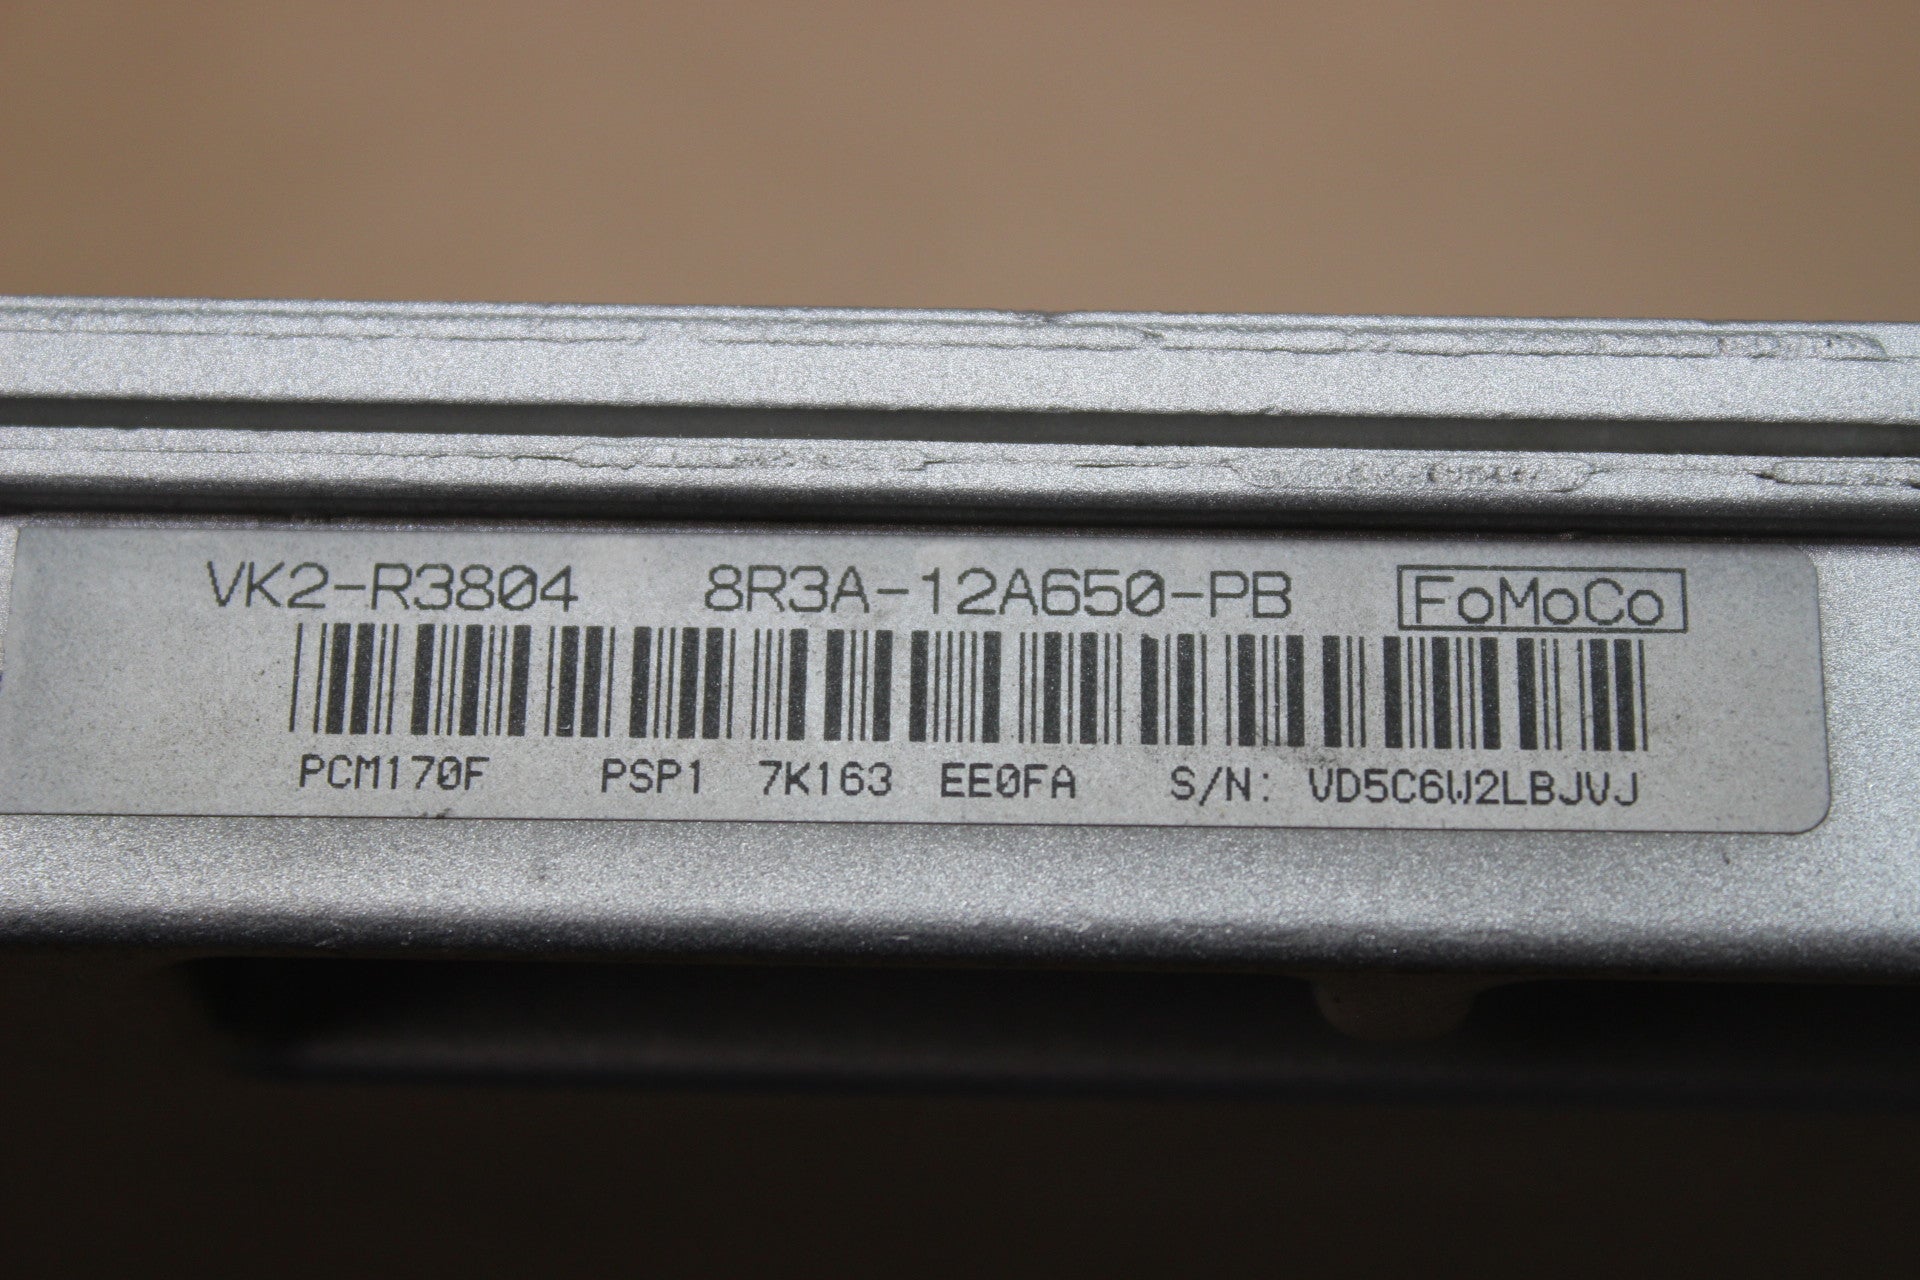 VK2-R3804 8R3A-12A650-PB FoMoCo
PCM170F PSP1 7K163 EE0FA S/N: VD5C6W2LBJVJ